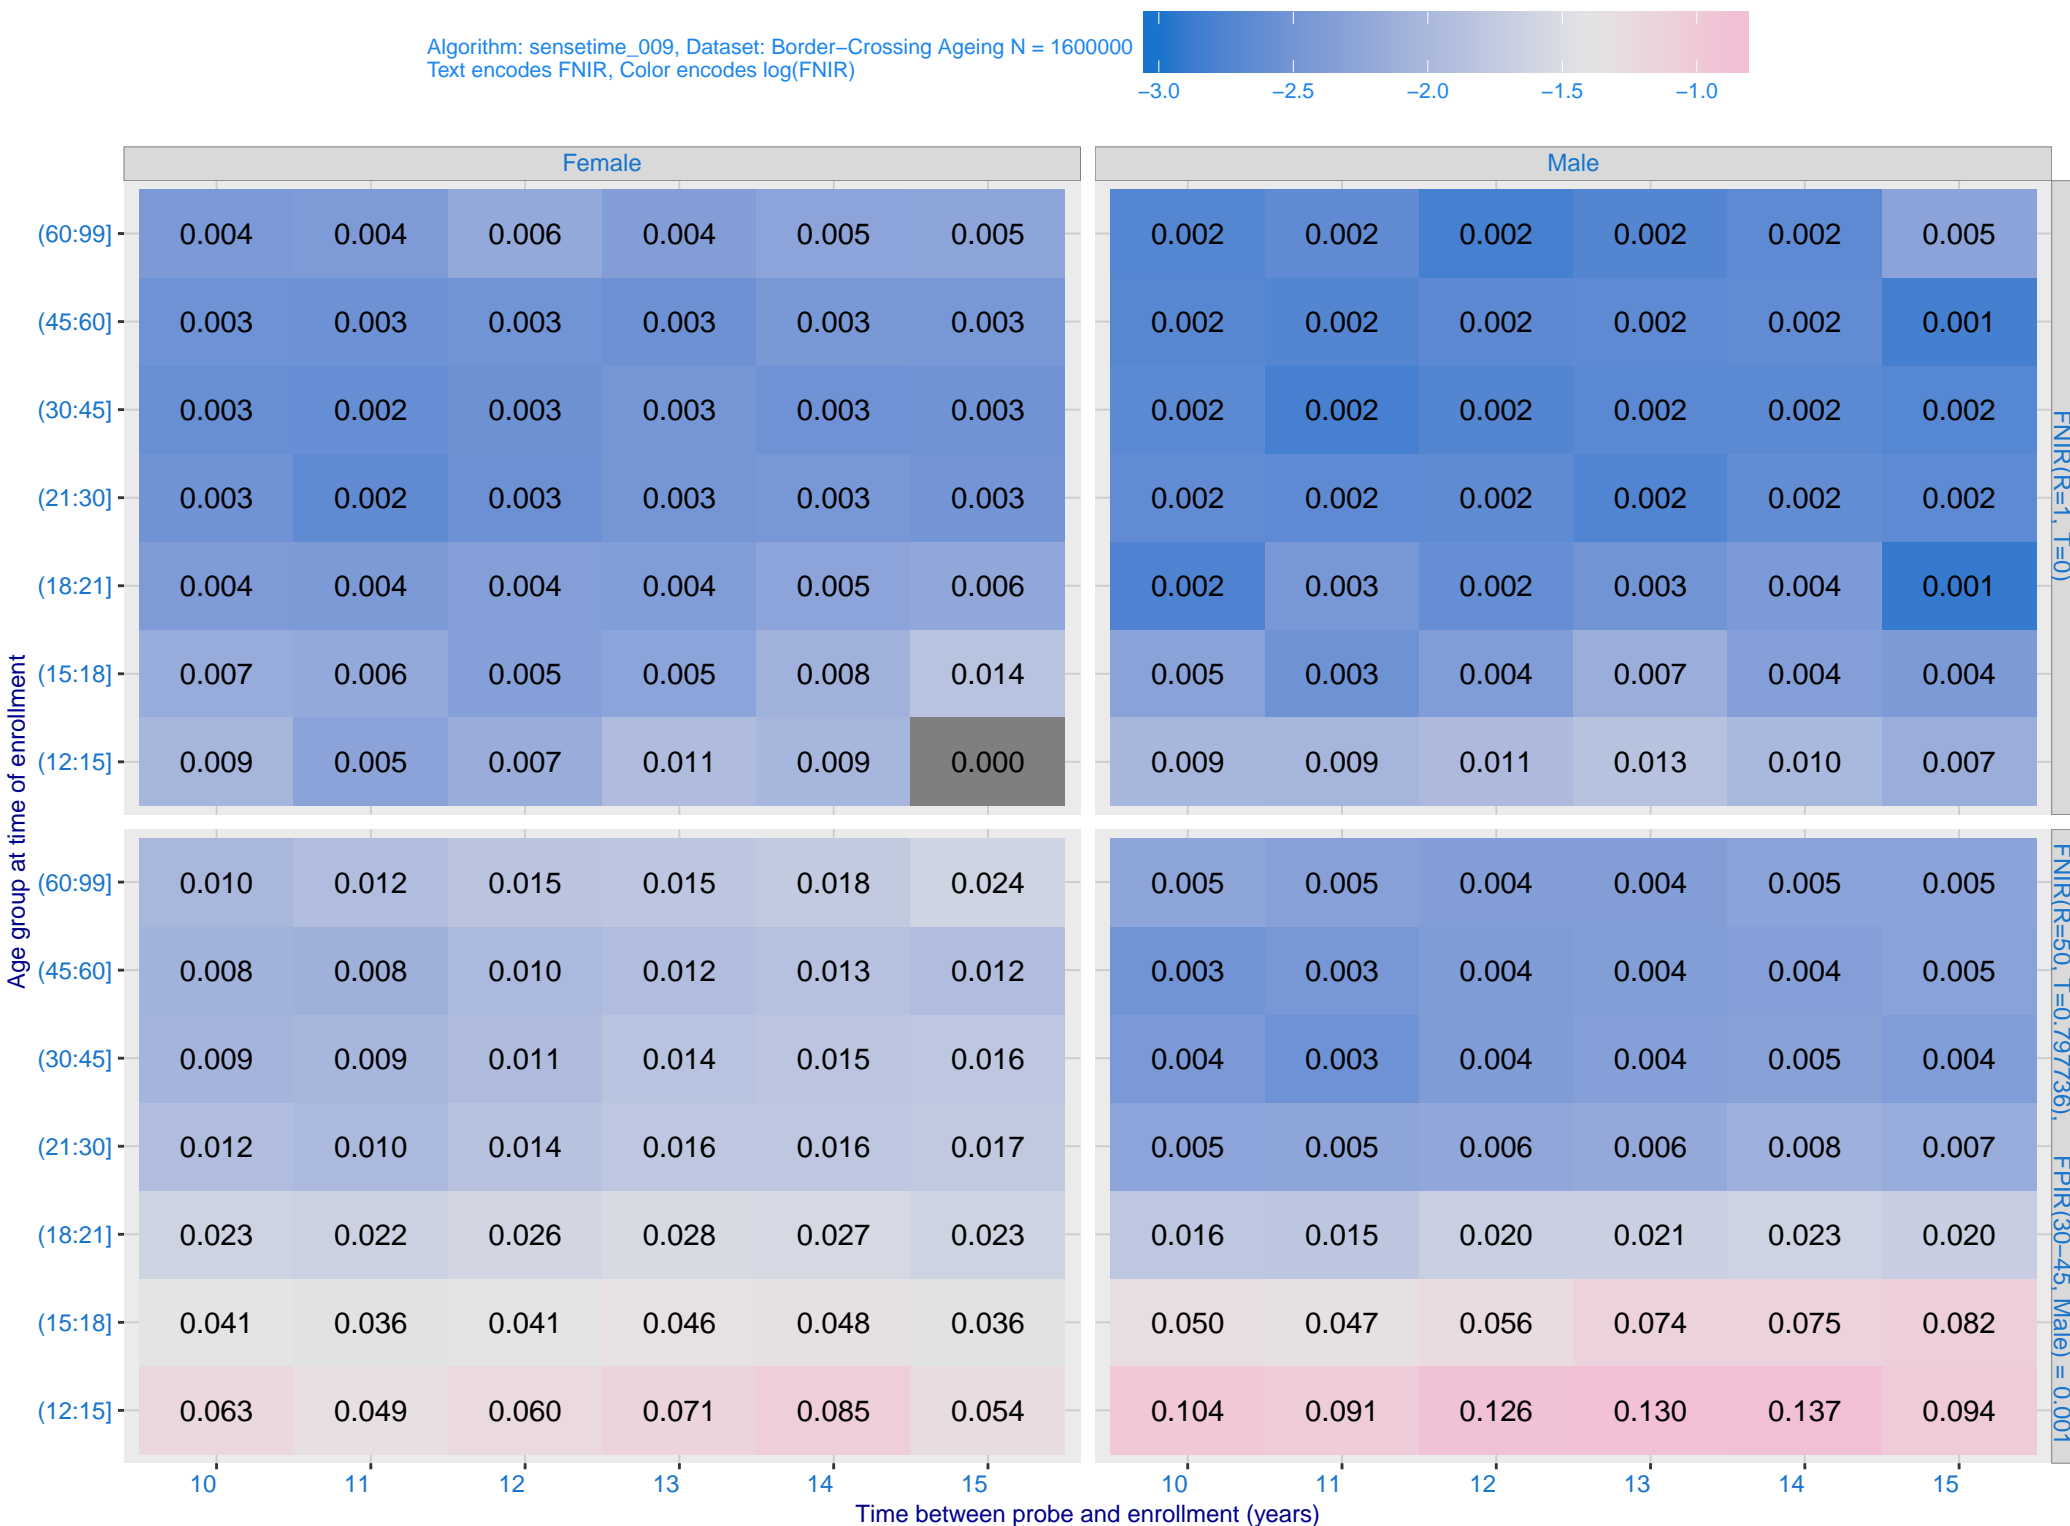 Algorithm: sensetime_009, Dataset: Border−Crossing Ageing N = 1600000
Text encodes FNIR, Color encodes log(FNIR)
−3.0 −2.5 −2.0 −1.5 −1.0
Female Male
(60:99] 0.004 0.004 0.006 0.004 0.005 0.005 0.002 0.002 0.002 0.002 0.002 0.005
(45:60] 0.003 0.003 0.003 0.003 0.003 0.003 0.002 0.002 0.002 0.002 0.002 0.001
(30:45] 0.003 0.002 0.003 0.003 0.003 0.003 0.002 0.002 0.002 0.002 0.002 0.002
(21:30] 0.003 0.002 0.003 0.003 0.003 0.003 0.002 0.002 0.002 0.002 0.002 0.002
(18:21] 0.004 0.004 0.004 0.004 0.005 0.006 0.002 0.003 0.002 0.003 0.004 0.001
(15:18] 0.007 0.006 0.005 0.005 0.008 0.014 0.005 0.003 0.004 0.007 0.004 0.004
(12:15] 0.009 0.005 0.007 0.011 0.009 0.000 0.009 0.009 0.011 0.013 0.010 0.007
FNIR(R=1, T=0)
Age group at time of enrollment
(60:99] 0.010 0.012 0.015 0.015 0.018 0.024 0.005 0.005 0.004 0.004 0.005 0.005
(45:60] 0.008 0.008 0.010 0.012 0.013 0.012 0.003 0.003 0.004 0.004 0.004 0.005
(30:45] 0.009 0.009 0.011 0.014 0.015 0.016 0.004 0.003 0.004 0.004 0.005 0.004
(21:30] 0.012 0.010 0.014 0.016 0.016 0.017 0.005 0.005 0.006 0.006 0.008 0.007
(18:21] 0.023 0.022 0.026 0.028 0.027 0.023 0.016 0.015 0.020 0.021 0.023 0.020
(15:18] 0.041 0.036 0.041 0.046 0.048 0.036 0.050 0.047 0.056 0.074 0.075 0.082
(12:15] 0.063 0.049 0.060 0.071 0.085 0.054 0.104 0.091 0.126 0.130 0.137 0.094
FNIR(R=50, T=0.797736), FPIR(30−45, Male) = 0.001
10 11 12 13 14 15 10 11 12 13 14 15
Time between probe and enrollment (years)